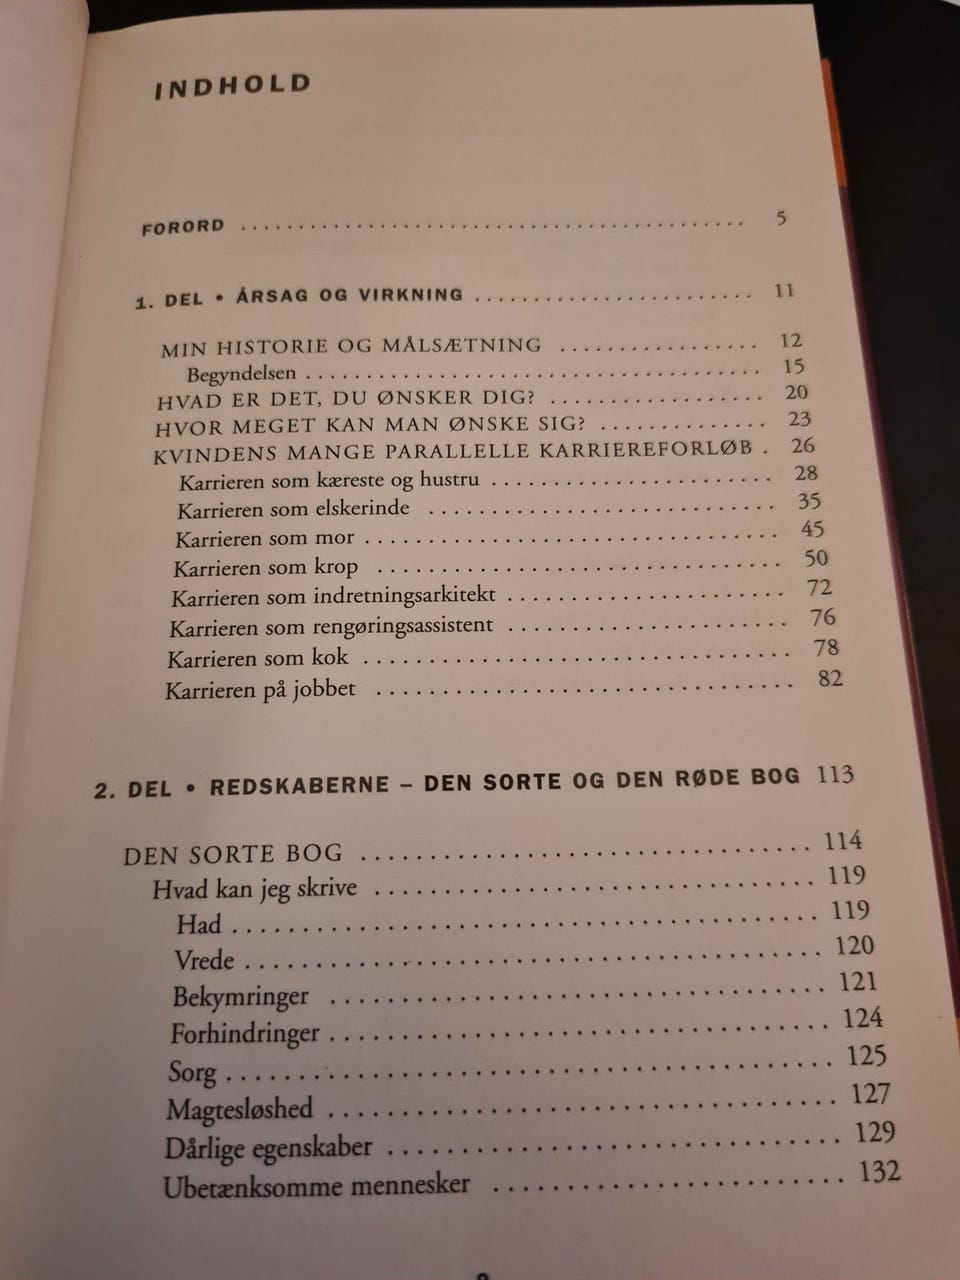 INDHOLD
FORORD ........................................ 5
1. DEL • ÅRSAG OG VIRKNING ........................ 11
MIN HISTORIE OG MÅLSÆTNING ................. 12
Begyndelsen ...................................... 15
HVAD ER DET, DU ØNSKER DIG? .................. 20
HVOR MEGET KAN MAN ØNSKE SIG? .............. 23
KVINDENS MANGE PARALLELLE KARRIEREFORLØB . 26
Karrieren som kæreste og hustru ........................ 28
Karrieren som elskerinde ............................. 35
Karrieren som mor .................................. 45
Karrieren som krop ................................ 50
Karrieren som indretningsarkitekt ........................ 72
Karrieren som rengøringsassistent ........................ 76
Karrieren som kok ................................ 78
Karrieren på jobbet ............................... 82
2. DEL • REDSKABERNE – DEN SORTE OG DEN RØDE BOG 113
DEN SORTE BOG ................................ 114
Hvad kan jeg skrive ............................... 119
Had ......................................... 119
Vrede ........................................ 120
Bekymringer .................................. 121
Forhindringer ................................... 124
Sorg .......................................... 125
Magtesløshed ................................... 127
Dårlige egenskaber ............................... 129
Ubetænksomme mennesker ........................ 132